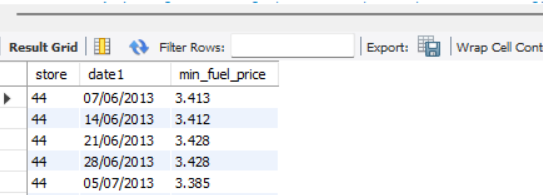 Result Grid Filter Rows: Export: Wrap Cell Cont
store date1 min_fuel_price
44 07/06/2013 3.413
44 14/06/2013 3.412
44 21/06/2013 3.428
44 28/06/2013 3.428
44 05/07/2013 3.385